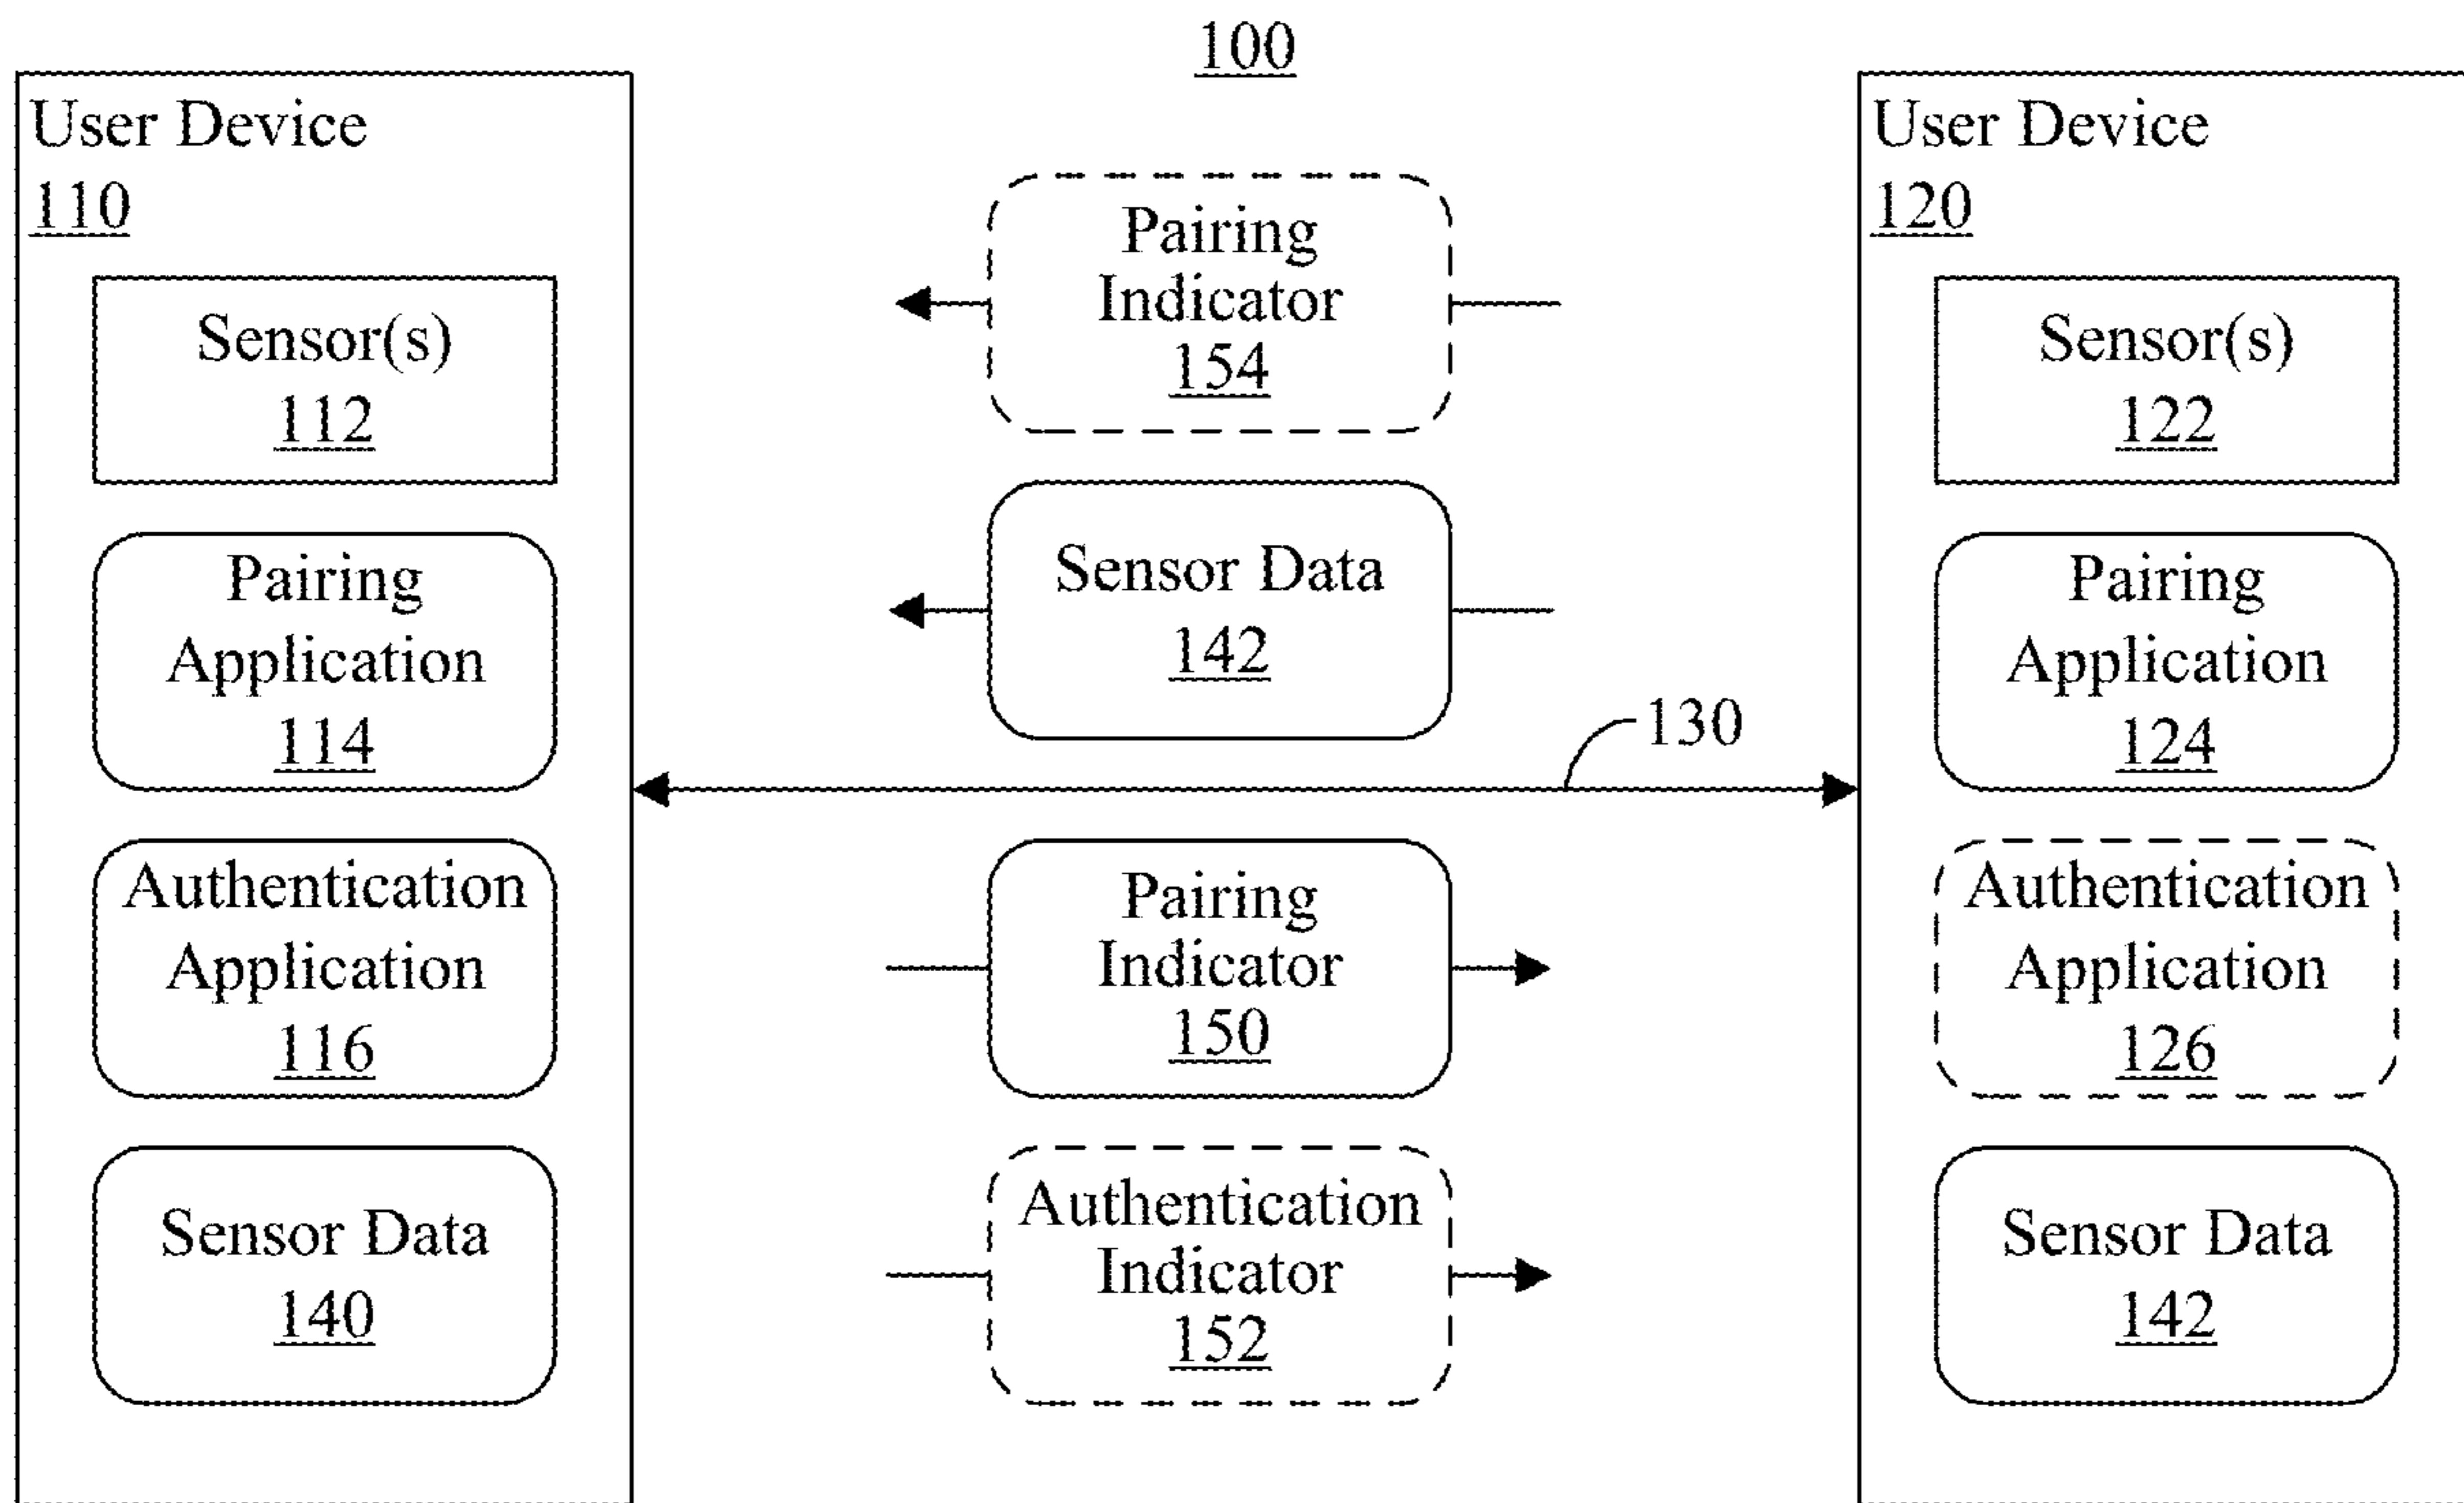 100
User Device
110
Sensor(s)
112
Pairing
Application
114
Authentication
Application
116
Sensor Data
140
Pairing
Indicator
154
Sensor Data
142
130
Pairing
Indicator
150
Authentication
Indicator
152
User Device
120
Sensor(s)
122
Pairing
Application
124
Authentication
Application
126
Sensor Data
142